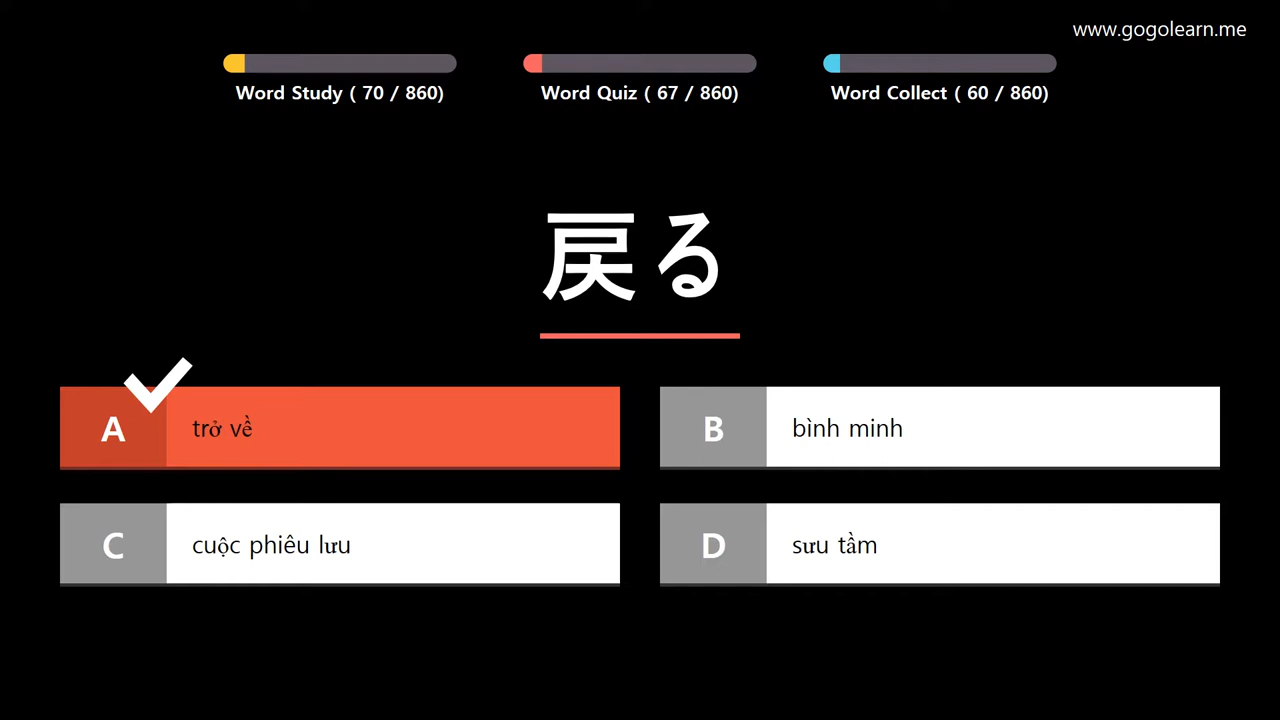 www.gogolearn.me
Word Study ( 70 / 860)
Word Quiz ( 67 / 860)
Word Collect ( 60 / 860)
戻る
A
trở về
B
bình minh
C
cuộc phiêu lưu
D
sưu tầm